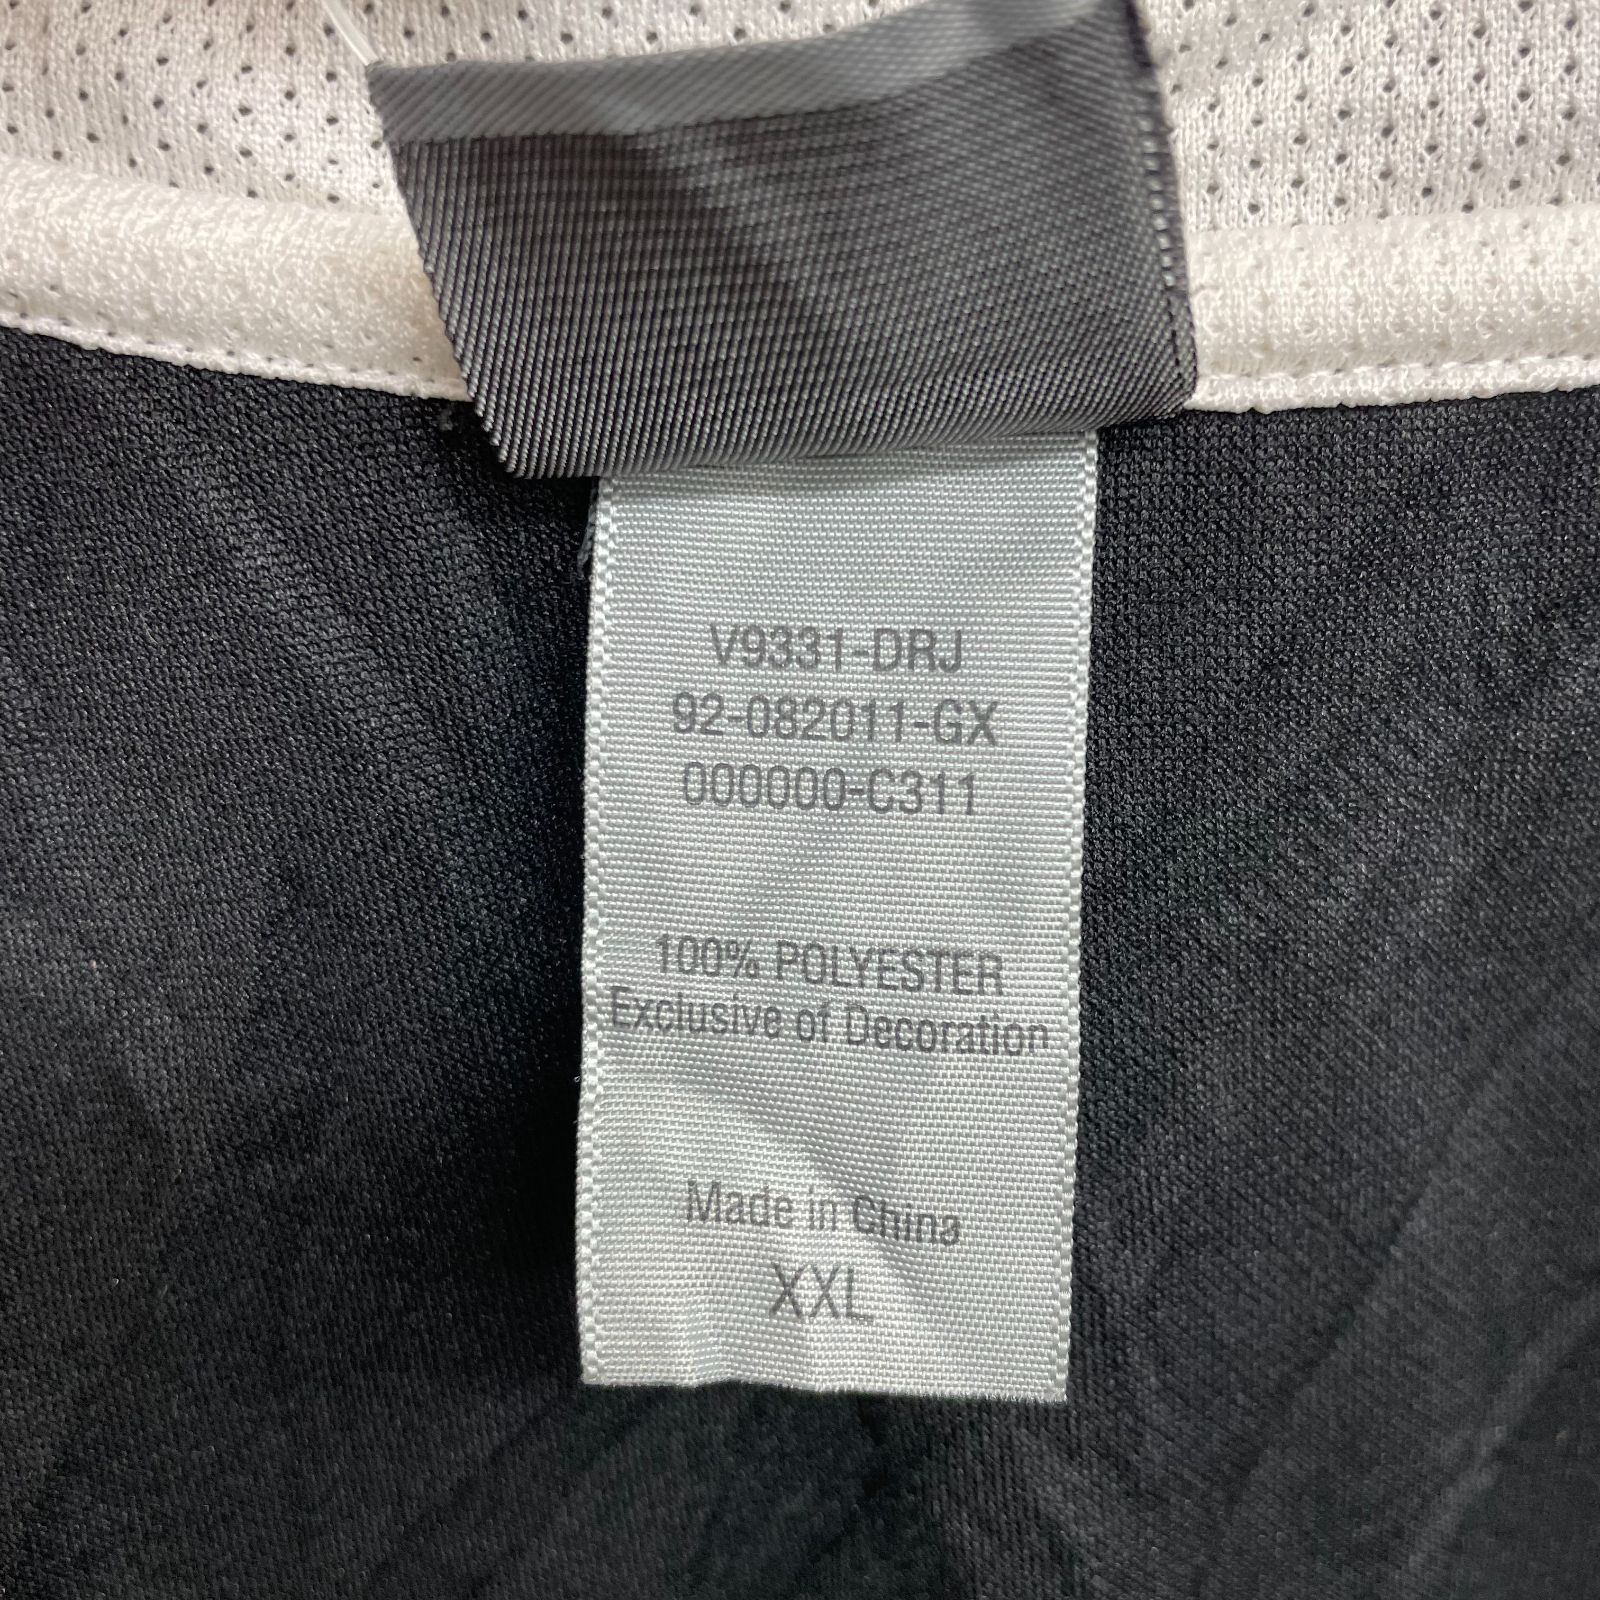 V9331-DRJ
92-082011-GX
000000-C311
100% POLYESTER
Exclusive of Decoration
Made in China
XXL